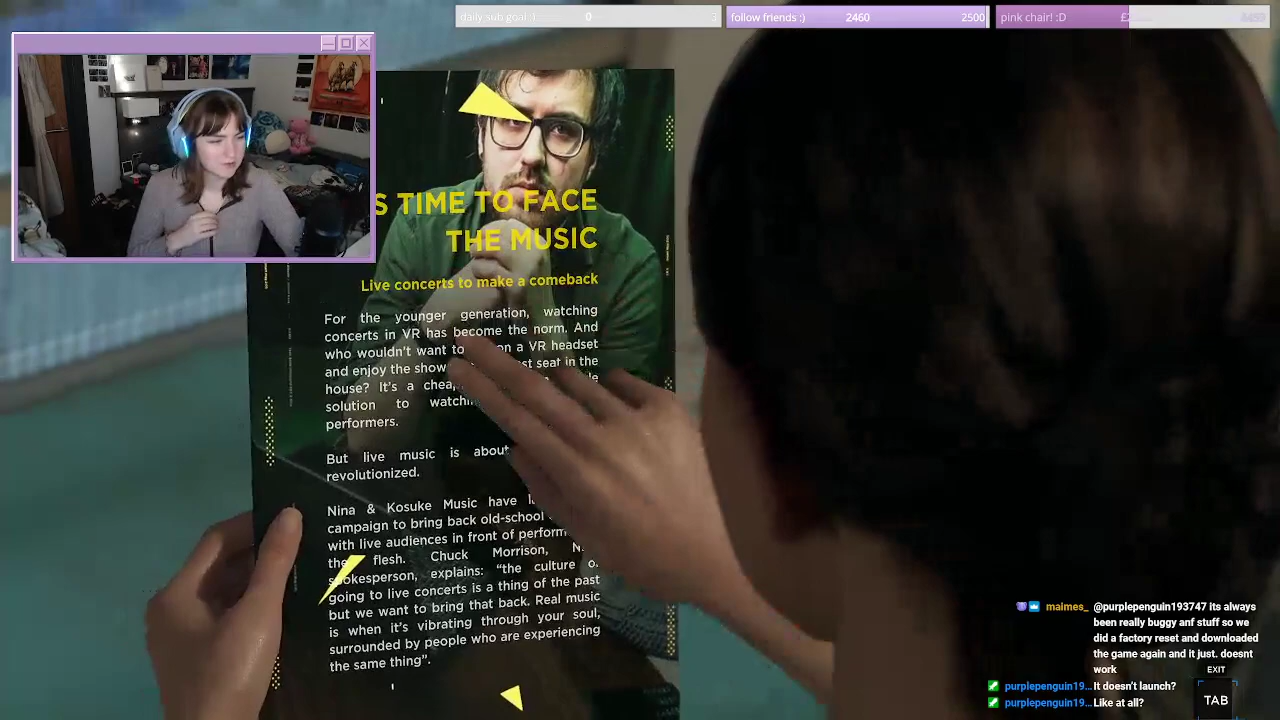 daily sub goal :) 0 5
follow friends :) 2460 2500
pink chair! :D
S TIME TO FACE
THE MUSIC
Live concerts to make a comeback
For the younger generation, watching
concerts in VR has become the norm. And
who wouldn't want to on a VR headset
and enjoy the show seat in the
house? It's a
solution to
performers.
But live music is about
revolutionized.
Nina & Kosuke Music have
campaign to bring back old-school
with live audiences in front of
flesh. Chuck Morrison,
spokesperson, explains: “the culture
going to live concerts is a thing of the past
but we want to bring that back. Real music
is when it's vibrating through your soul,
surrounded by people who are experiencing
the same thing”.
maimes_ @purplepenguin193747 its always
been really buggy anf stuff so we
did a factory reset and downloaded
the game again and it just. doesnt
work
EXIT
purplepenguin19... It doesn't launch?
TAB
purplepenguin19... Like at all?